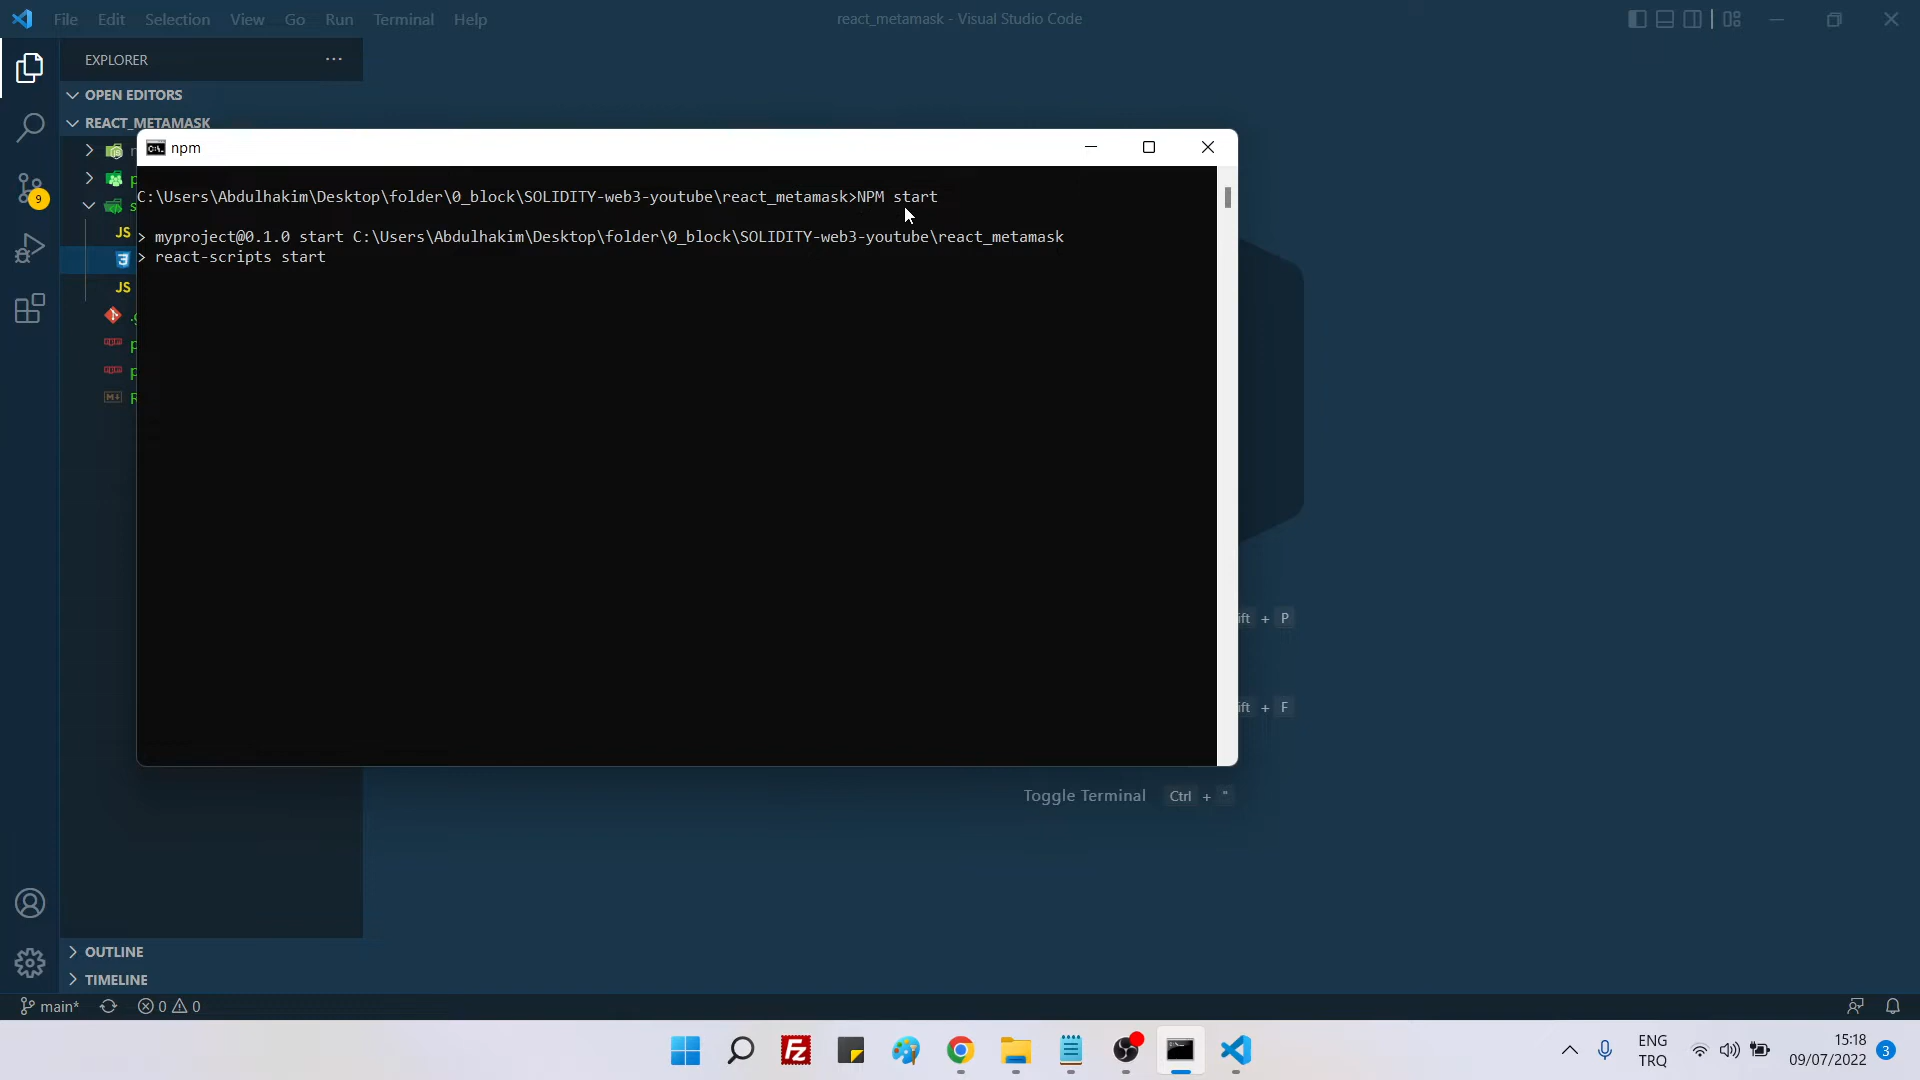 File Edit Selection View Go Run Terminal Help
react_metamask - Visual Studio Code
EXPLORER
OPEN EDITORS
REACT_METAMASK
npm
C:\Users\Abdulhakim\Desktop\folder\0_block\SOLIDITY-web3-youtube\react_metamask>NPM start
> myproject@0.1.0 start C:\Users\Abdulhakim\Desktop\folder\0_block\SOLIDITY-web3-youtube\react_metamask
> react-scripts start
9
JS
JS
+ P
+ F
Toggle Terminal Ctrl + "
OUTLINE
TIMELINE
main* 0 0
ENG
TRQ
15:18
09/07/2022
3